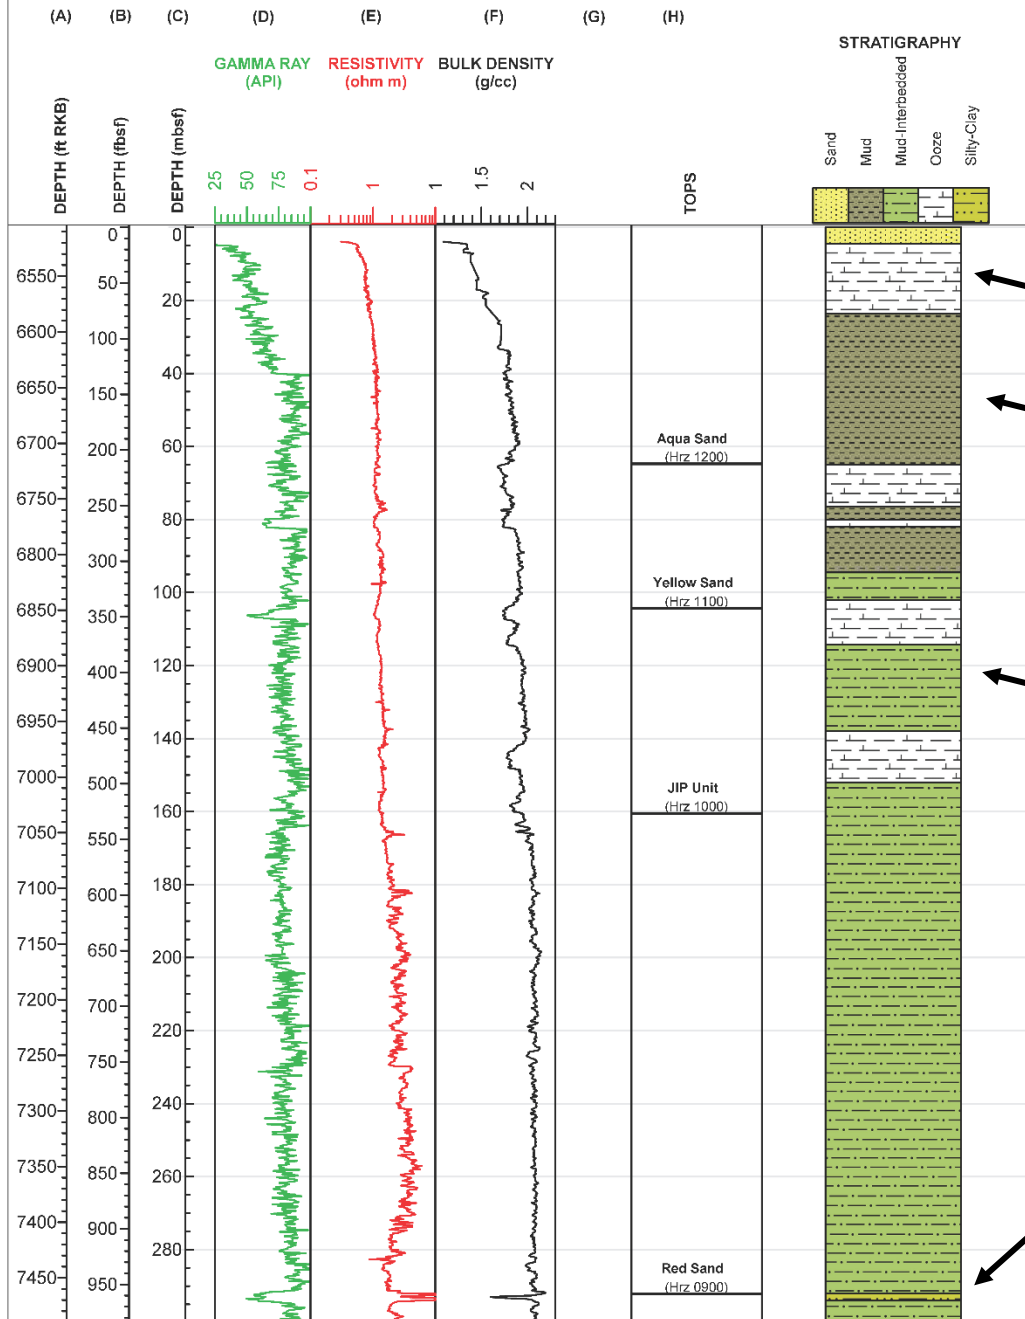 (A) (B) (C) (D) (E) (F) (G) (H)
STRATIGRAPHY
GAMMA RAY (API)
RESISTIVITY (ohm m)
BULK DENSITY (g/cc)
DEPTH (ft RKB)
DEPTH (fbsf)
DEPTH (mbsf)
25 50 75
0.1 1
1 1.5 2
TOPS
Sand
Mud
Mud-Interbedded
Ooze
Silty-Clay
0 0
6550 50
20
6600 100
40
6650 150
6700 200 60
Aqua Sand
(Hrz 1200)
6750 250
80
6800 300
100
Yellow Sand
(Hrz 1100)
6850 350
6900 400 120
6950 450
140
7000 500
JIP Unit
(Hrz 1000)
160
7050 550
7100 600 180
7150 650 200
7200 700
220
7250 750
240
7300 800
7350 850 260
7400 900
280
7450 950
Red Sand
(Hrz 0900)